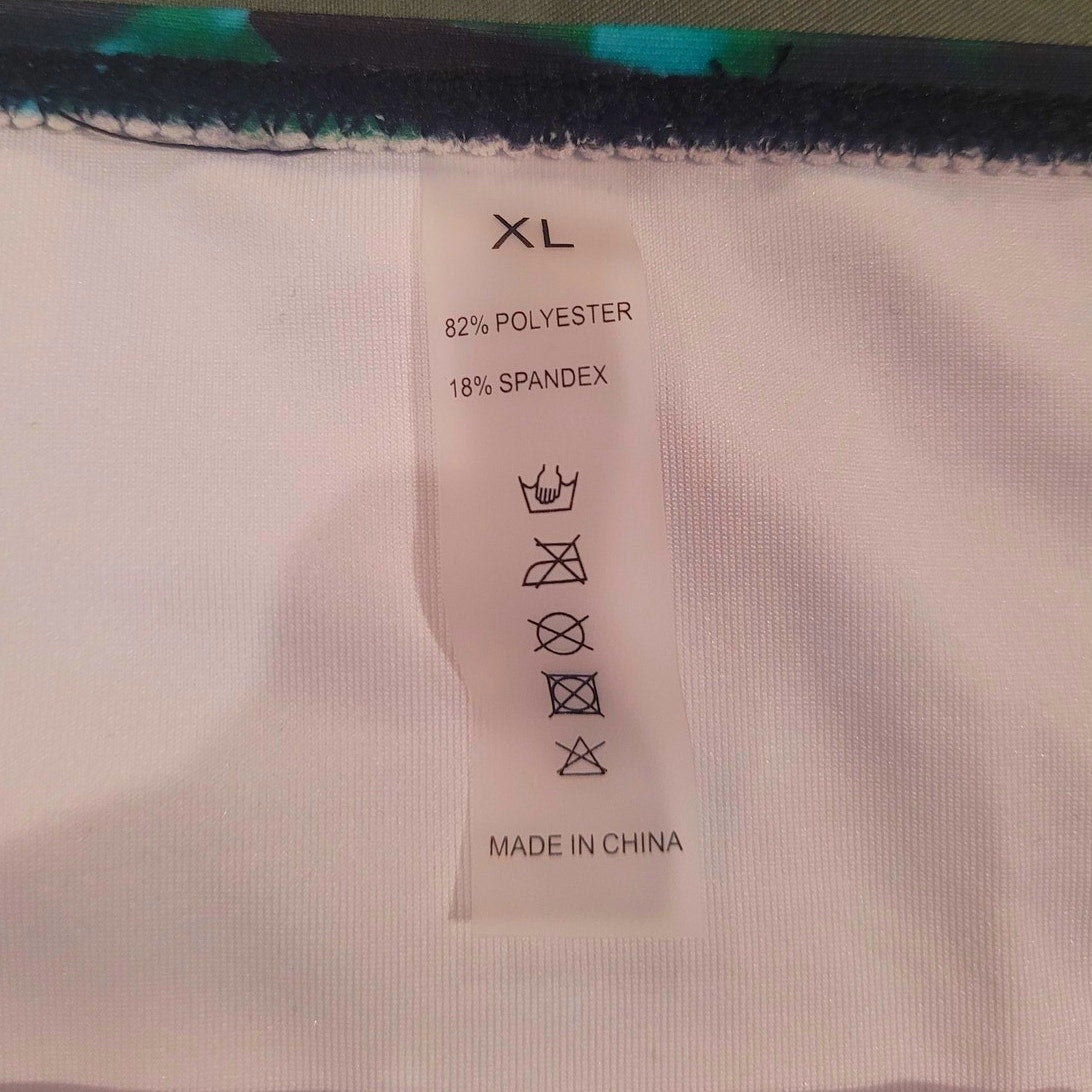 XL
82% POLYESTER
18% SPANDEX
MADE IN CHINA